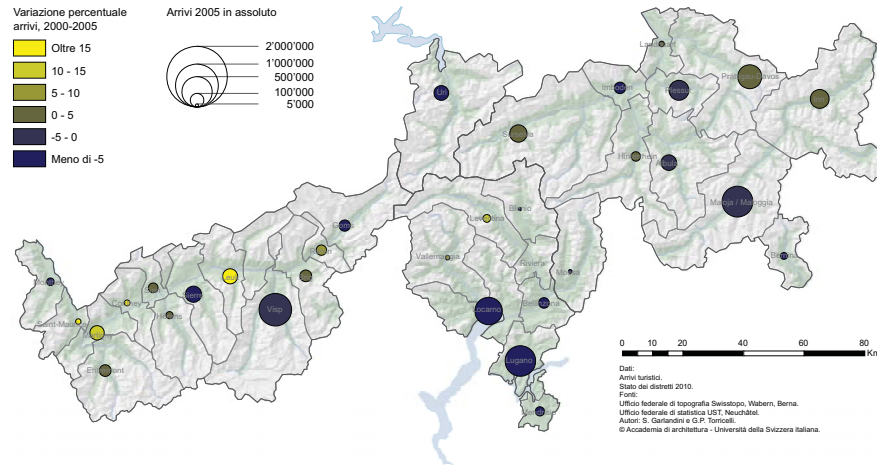 Variazione percentuale
arrivi, 2000-2005
Oltre 15
10 - 15
5 - 10
0 - 5
-5 - 0
Meno di -5
Arrivi 2005 in assoluto
2'000'000
1'000'000
500'000
100'000
5'000
Uri
Landquart
Imboden
Plessur
Prättigau-Davos
Inn
Surselva
Hinterrhein
Albula
Maloja / Maloggia
Bernina
Goms
Leventina
Blenio
Vallemaggia
Riviera
Moesa
Locarno
Bellinzona
Lugano
Mendrisio
Leuk
Sierre
Visp
Sion
Hérens
Conthey
Monthey
Saint-Maurice
Martigny
Entremont
0 10 20 40 60 80
Km
Dati:
Arrivi turistici.
Stato dei distretti 2010.
Fonti:
Ufficio federale di topografia Swisstopo, Wabern, Berna.
Ufficio federale di statistica UST, Neuchâtel.
Autori: S. Garlandini e G.P. Torricelli.
© Accademia di architettura - Università della Svizzera italiana.